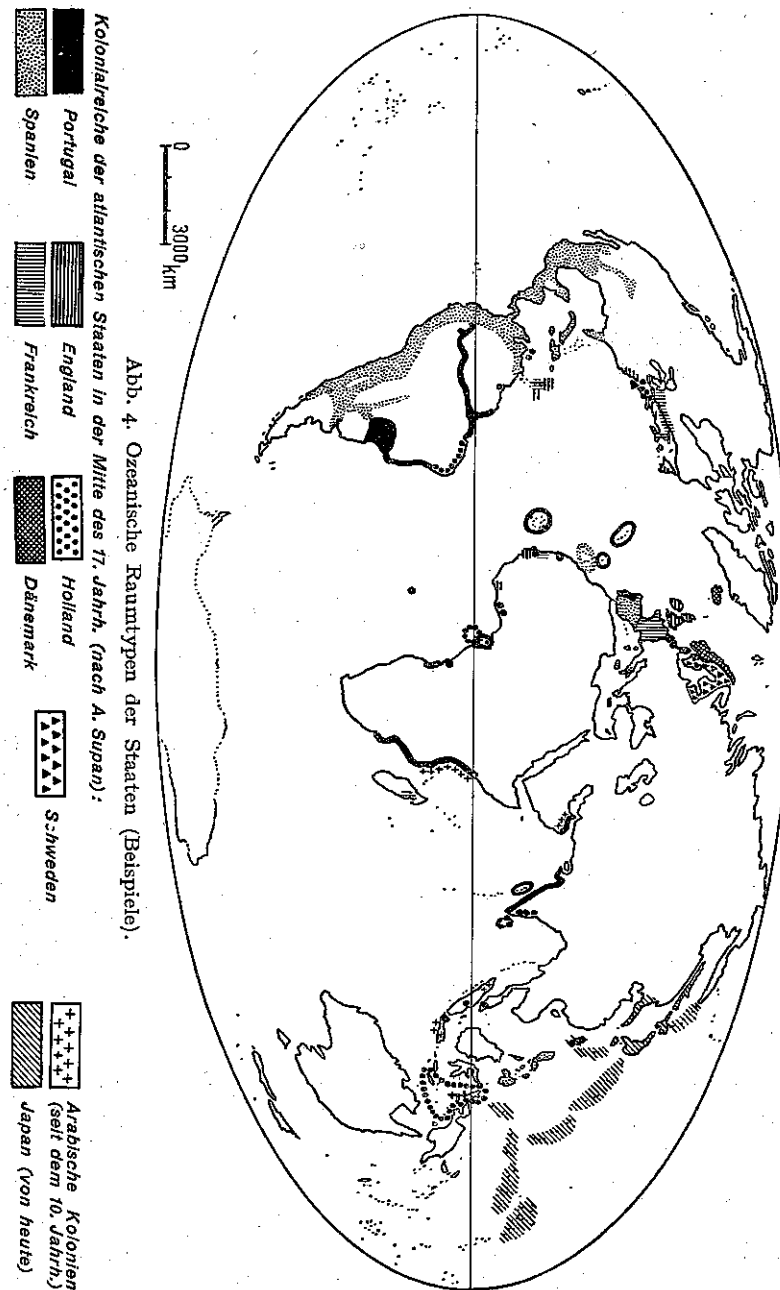 0 3000 km
Abb. 4. Ozeanische Raumtypen der Staaten (Beispiele).
Kolonialreiche der atlantischen Staaten in der Mitte des 17. Jahrh. (nach A. Supan):
Portugal
England
Holland
Schweden
Arabische Kolonien
(seit dem 10. Jahrh.)
Spanien
Frankreich
Dänemark
Japan (von heute)